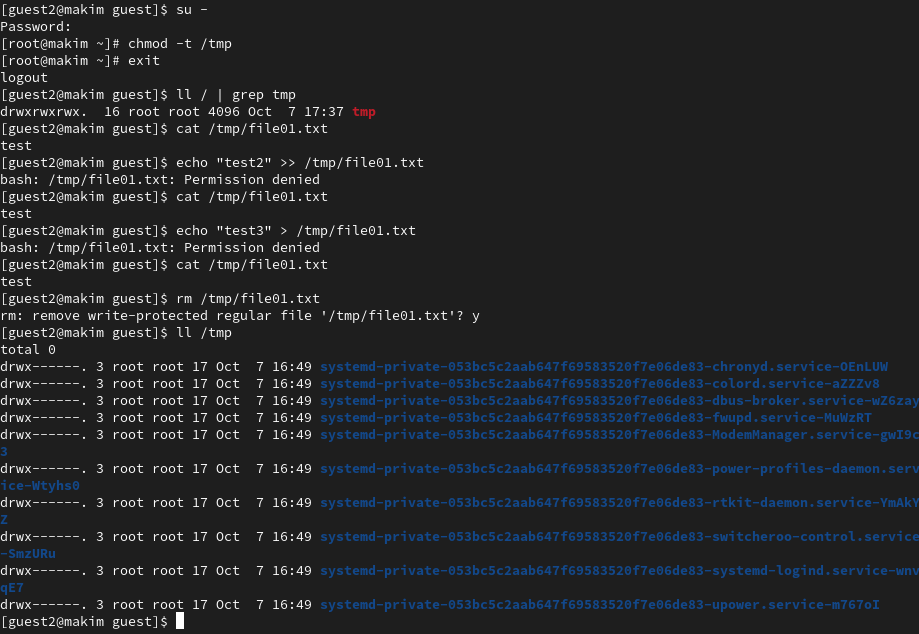 [guest2@makim guest]$ su -
Password:
[root@makim ~]# chmod -t /tmp
[root@makim ~]# exit
logout
[guest2@makim guest]$ ll / | grep tmp
drwxrwxrwx.  16 root root 4096 Oct  7 17:37 tmp
[guest2@makim guest]$ cat /tmp/file01.txt
test
[guest2@makim guest]$ echo "test2" >> /tmp/file01.txt
bash: /tmp/file01.txt: Permission denied
[guest2@makim guest]$ cat /tmp/file01.txt
test
[guest2@makim guest]$ echo "test3" > /tmp/file01.txt
bash: /tmp/file01.txt: Permission denied
[guest2@makim guest]$ cat /tmp/file01.txt
test
[guest2@makim guest]$ rm /tmp/file01.txt
rm: remove write-protected regular file '/tmp/file01.txt'? y
[guest2@makim guest]$ ll /tmp
total 0
drwx------. 3 root root 17 Oct  7 16:49 systemd-private-053bc5c2aab647f69583520f7e06de83-chronyd.service-OEnLUW
drwx------. 3 root root 17 Oct  7 16:49 systemd-private-053bc5c2aab647f69583520f7e06de83-colord.service-aZZZv8
drwx------. 3 root root 17 Oct  7 16:49 systemd-private-053bc5c2aab647f69583520f7e06de83-dbus-broker.service-wZ6zay
drwx------. 3 root root 17 Oct  7 16:49 systemd-private-053bc5c2aab647f69583520f7e06de83-fwupd.service-MuWzRT
drwx------. 3 root root 17 Oct  7 16:49 systemd-private-053bc5c2aab647f69583520f7e06de83-ModemManager.service-gwI9c
3
drwx------. 3 root root 17 Oct  7 16:49 systemd-private-053bc5c2aab647f69583520f7e06de83-power-profiles-daemon.serv
ice-Wtyhs0
drwx------. 3 root root 17 Oct  7 16:49 systemd-private-053bc5c2aab647f69583520f7e06de83-rtkit-daemon.service-YmAkY
Z
drwx------. 3 root root 17 Oct  7 16:49 systemd-private-053bc5c2aab647f69583520f7e06de83-switcheroo-control.service
-SmzURu
drwx------. 3 root root 17 Oct  7 16:49 systemd-private-053bc5c2aab647f69583520f7e06de83-systemd-logind.service-wnv
qE7
drwx------. 3 root root 17 Oct  7 16:49 systemd-private-053bc5c2aab647f69583520f7e06de83-upower.service-m767oI
[guest2@makim guest]$